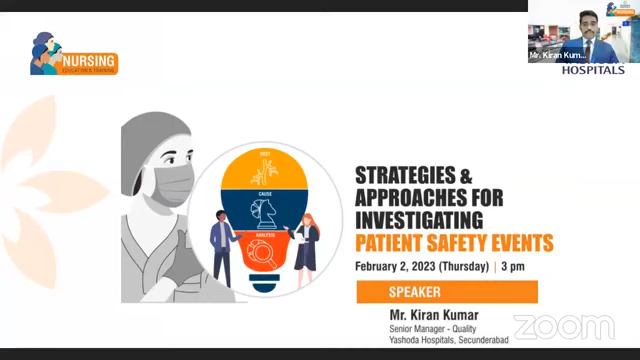 NURSING
EDUCATION & TRAINING
Mr. Kiran Kum...
HOSPITALS
ROOT
CAUSE
ANALYSIS
STRATEGIES &
APPROACHES FOR
INVESTIGATING
PATIENT SAFETY EVENTS
February 2, 2023 (Thursday) | 3 pm
SPEAKER
Mr. Kiran Kumar
Senior Manager - Quality
Yashoda Hospitals, Secunderabad
zoom